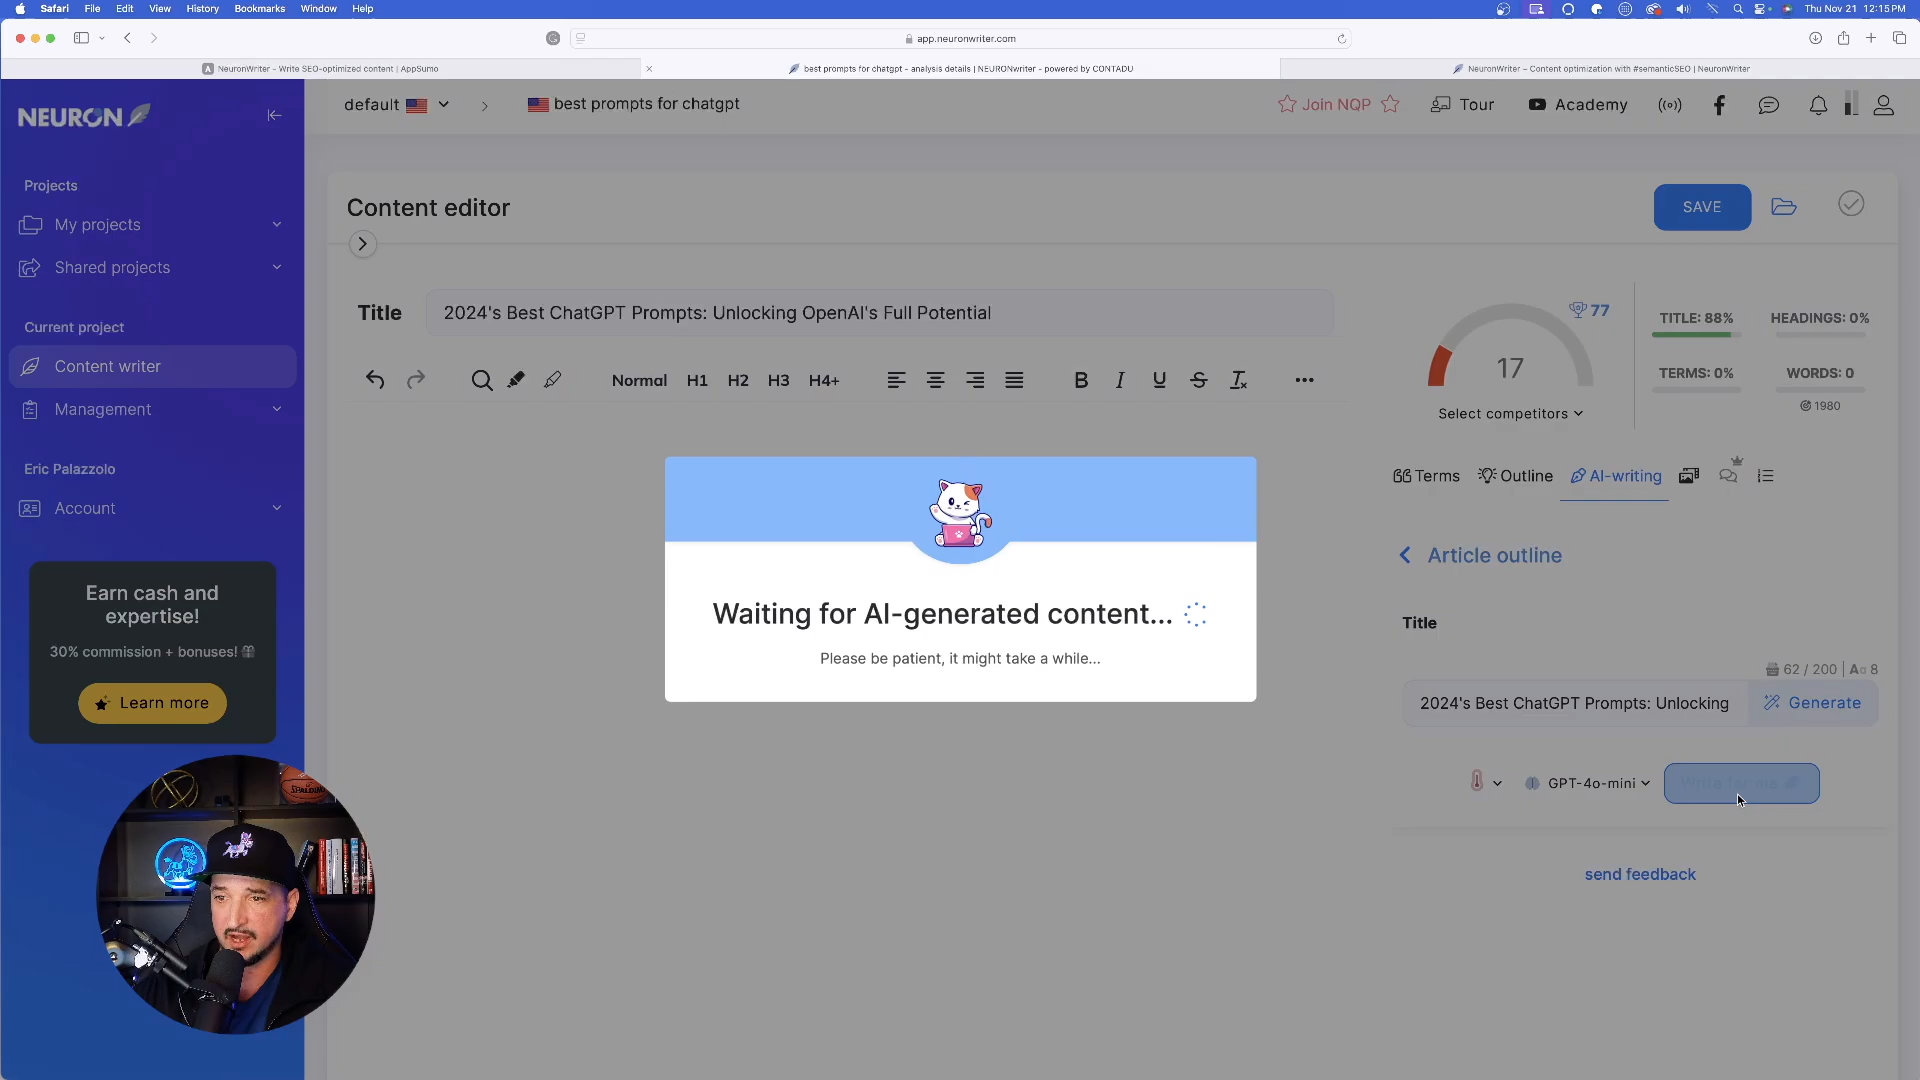 Safari File Edit View History Bookmarks Window Help
Thu Nov 21 12:15 PM
app.neuronwriter.com
NeuronWriter - Write SEO-optimized content | AppSumo
best prompts for chatgpt - analysis details | NEURONwriter - powered by CONTADU
NeuronWriter – Content optimization with #semanticSEO | NeuronWriter
NEURON
default
best prompts for chatgpt
Join NQP
Tour
Academy
Projects
My projects
Shared projects
Current project
Content writer
Management
Eric Palazzolo
Account
Earn cash and
expertise!
30% commission + bonuses!
Learn more
Content editor
SAVE
Title
2024's Best ChatGPT Prompts: Unlocking OpenAI's Full Potential
Normal H1 H2 H3 H4+
B I U S
77
17
Select competitors
TITLE: 88%
HEADINGS: 0%
TERMS: 0%
WORDS: 0
1980
Terms
Outline
AI-writing
Article outline
Title
62 / 200 | Aa 8
2024's Best ChatGPT Prompts: Unlocking
Generate
GPT-4o-mini
send feedback
Waiting for AI-generated content...
Please be patient, it might take a while...
SPALDING